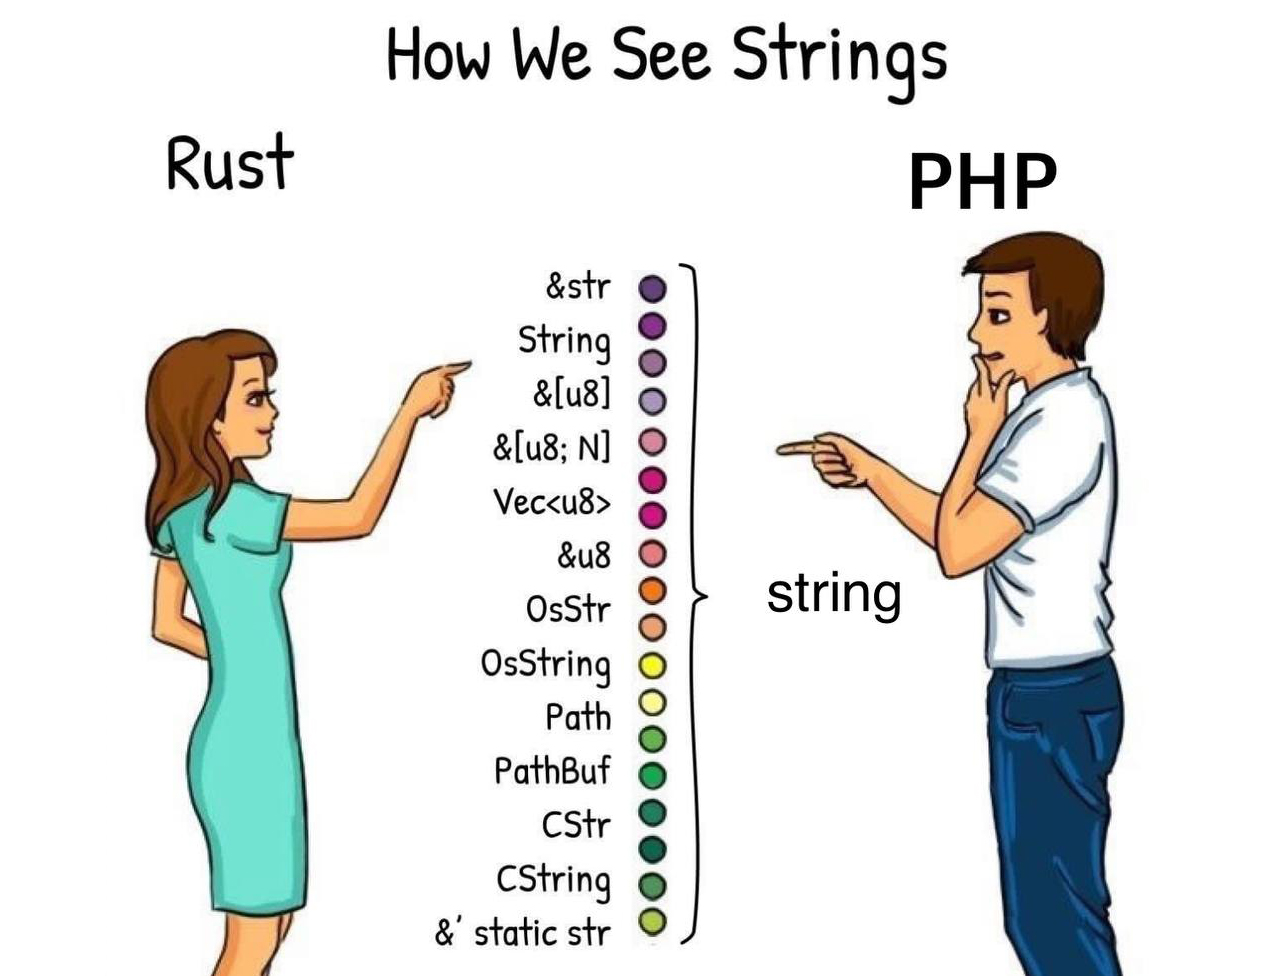 How We See Strings
Rust
PHP
&str
String
&[u8]
&[u8; N]
Vec<u8>
&u8
OsStr
OsString
Path
PathBuf
CStr
CString
&' static str
string